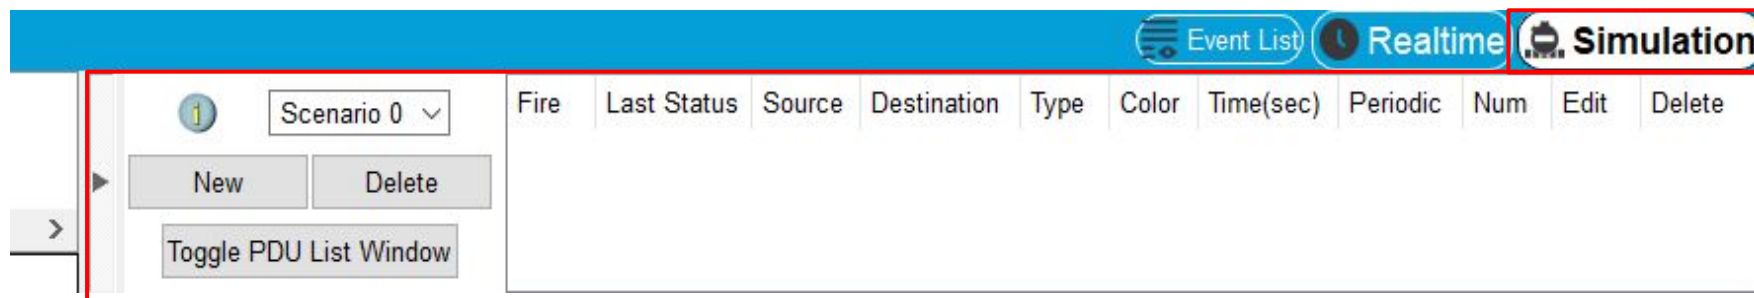 Event List Realtime Simulation
Scenario 0 Fire Last Status Source Destination Type Color Time(sec) Periodic Num Edit Delete
New Delete
Toggle PDU List Window